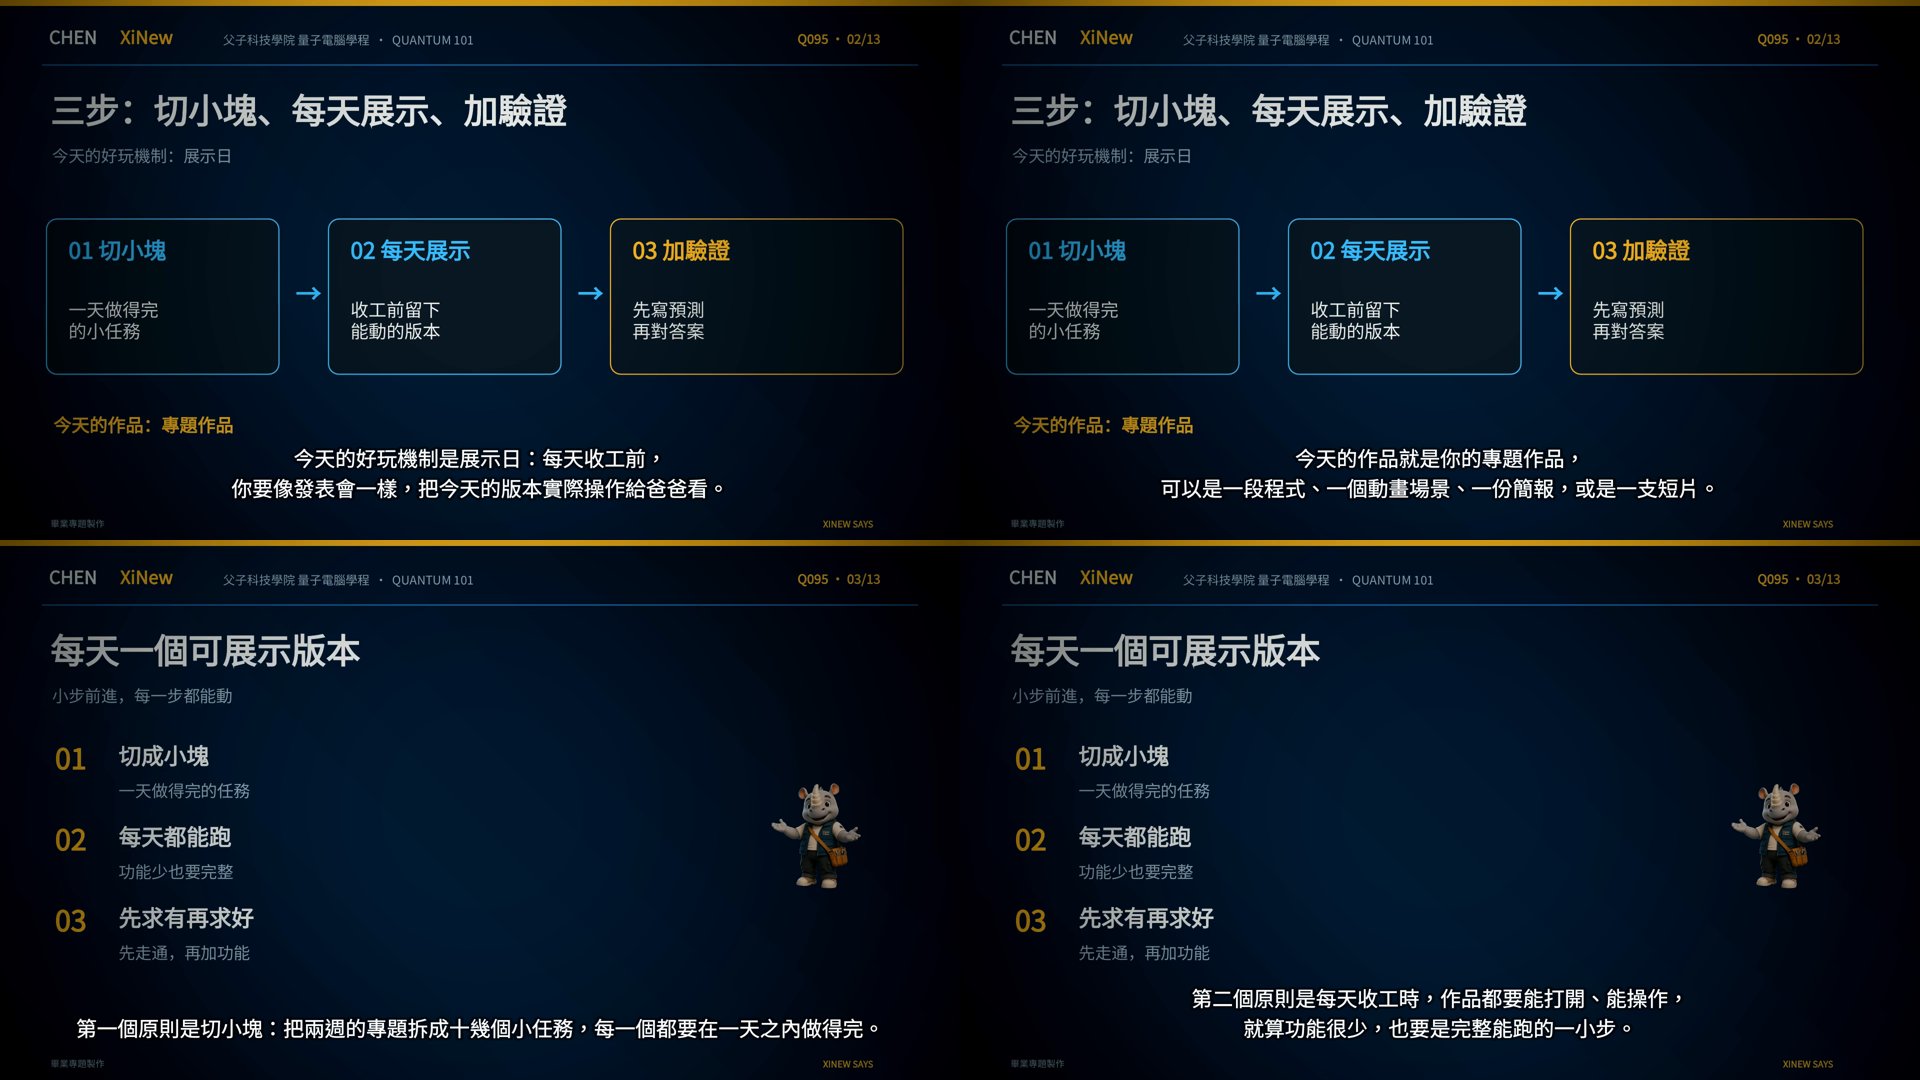 CHEN XiNew 父子科技學院 量子電腦學程 · QUANTUM 101 Q095 · 02/13
三步：切小塊、每天展示、加驗證
今天的好玩機制：展示日
01 切小塊
一天做得完
的小任務
→
02 每天展示
收工前留下
能動的版本
→
03 加驗證
先寫預測
再對答案
今天的作品：專題作品
今天的好玩機制是展示日：每天收工前，
你要像發表會一樣，把今天的版本實際操作給爸爸看。
畢業專題製作 XINEW SAYS
CHEN XiNew 父子科技學院 量子電腦學程 · QUANTUM 101 Q095 · 02/13
三步：切小塊、每天展示、加驗證
今天的好玩機制：展示日
01 切小塊
一天做得完
的小任務
→
02 每天展示
收工前留下
能動的版本
→
03 加驗證
先寫預測
再對答案
今天的作品：專題作品
今天的作品就是你的專題作品，
可以是一段程式、一個動畫場景、一份簡報，或是一支短片。
畢業專題製作 XINEW SAYS
CHEN XiNew 父子科技學院 量子電腦學程 · QUANTUM 101 Q095 · 03/13
每天一個可展示版本
小步前進，每一步都能動
01 切成小塊
一天做得完的任務
02 每天都能跑
功能少也要完整
03 先求有再求好
先走通，再加功能
第一個原則是切小塊：把兩週的專題拆成十幾個小任務，每一個都要在一天之內做得完。
畢業專題製作 XINEW SAYS
CHEN XiNew 父子科技學院 量子電腦學程 · QUANTUM 101 Q095 · 03/13
每天一個可展示版本
小步前進，每一步都能動
01 切成小塊
一天做得完的任務
02 每天都能跑
功能少也要完整
03 先求有再求好
先走通，再加功能
第二個原則是每天收工時，作品都要能打開、能操作，
就算功能很少，也要是完整能跑的一小步。
畢業專題製作 XINEW SAYS